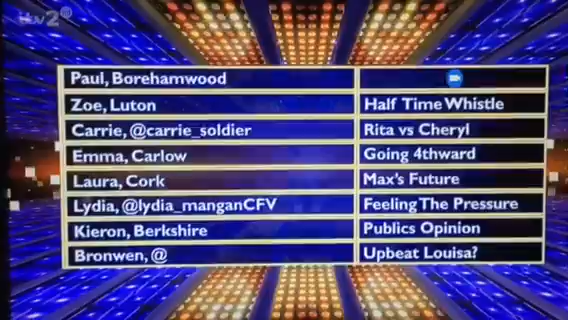 itv2 HD
Paul, Borehamwood
Zoe, Luton Half Time Whistle
Carrie, @carrie_soldier Rita vs Cheryl
Emma, Carlow Going 4thward
Laura, Cork Max's Future
Lydia, @lydia_manganCFV Feeling The Pressure
Kieron, Berkshire Publics Opinion
Bronwen, @ Upbeat Louisa?